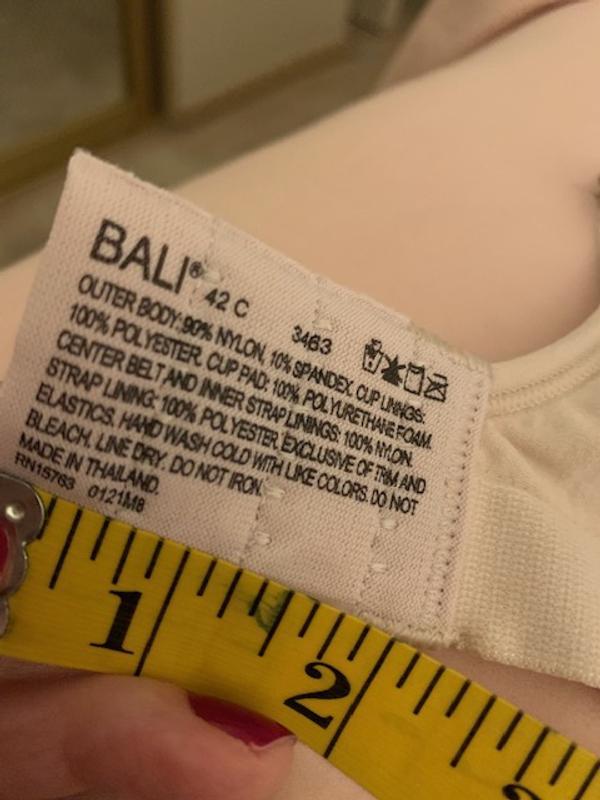 BALI®
42 C 3463
OUTER BODY: 90% NYLON, 10% SPANDEX. CUP LININGS:
100% POLYESTER. CUP PAD: 100% POLYURETHANE FOAM.
CENTER BELT AND INNER STRAP LININGS: 100% NYLON.
STRAP LINING: 100% POLYESTER. EXCLUSIVE OF TRIM AND
ELASTICS. HAND WASH COLD WITH LIKE COLORS. DO NOT
BLEACH. LINE DRY. DO NOT IRON.
MADE IN THAILAND.
RN15763 0121M8
1 2 3